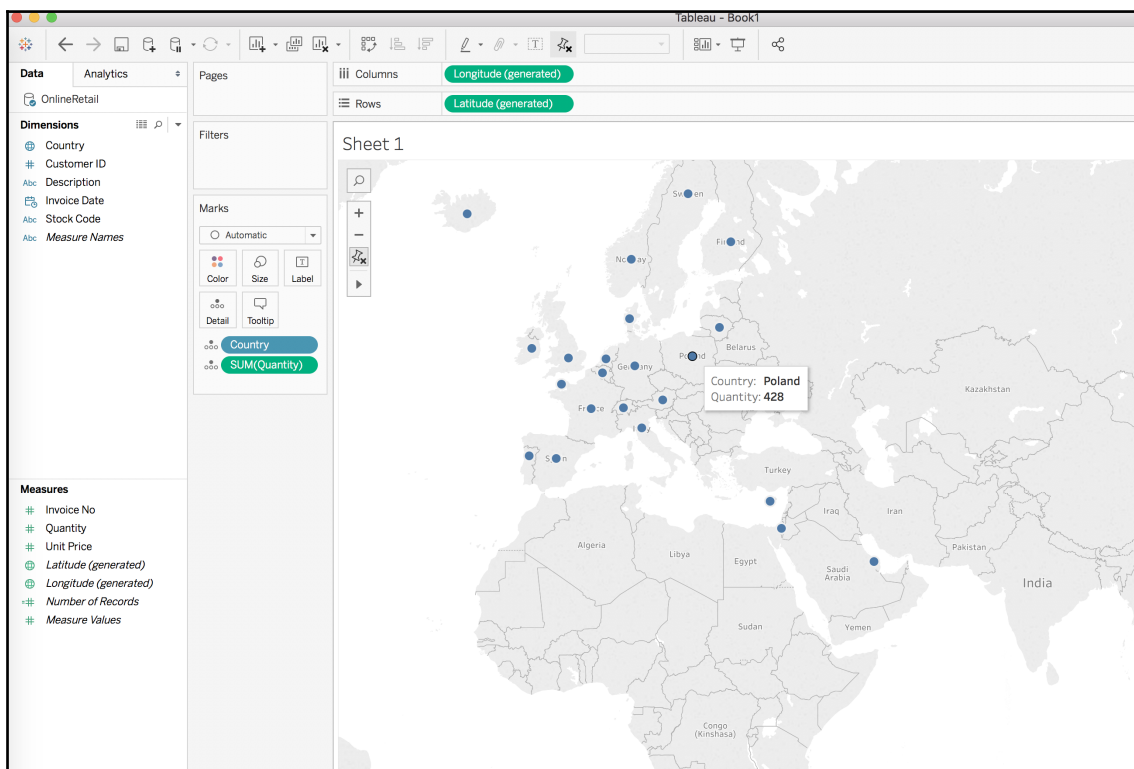 Tableau - Book1
Data
Analytics
Pages
Columns
Longitude (generated)
OnlineRetail
Rows
Latitude (generated)
Dimensions
Filters
Country
# Customer ID
Abc Description
Invoice Date
Abc Stock Code
Abc Measure Names
Sheet 1
Marks
Automatic
Color
Size
T
Label
Detail
Tooltip
Country
SUM(Quantity)
Measures
# Invoice No
# Quantity
# Unit Price
Latitude (generated)
Longitude (generated)
=# Number of Records
# Measure Values
Sweden
Finland
Norway
Belarus
Poland
Germany
Country: Poland
Quantity: 428
Kazakhstan
France
Italy
Spain
Turkey
Iraq
Iran
Algeria
Libya
Egypt
Pakistan
Saudi
Arabia
India
Sudan
Yemen
Congo
(Kinshasa)